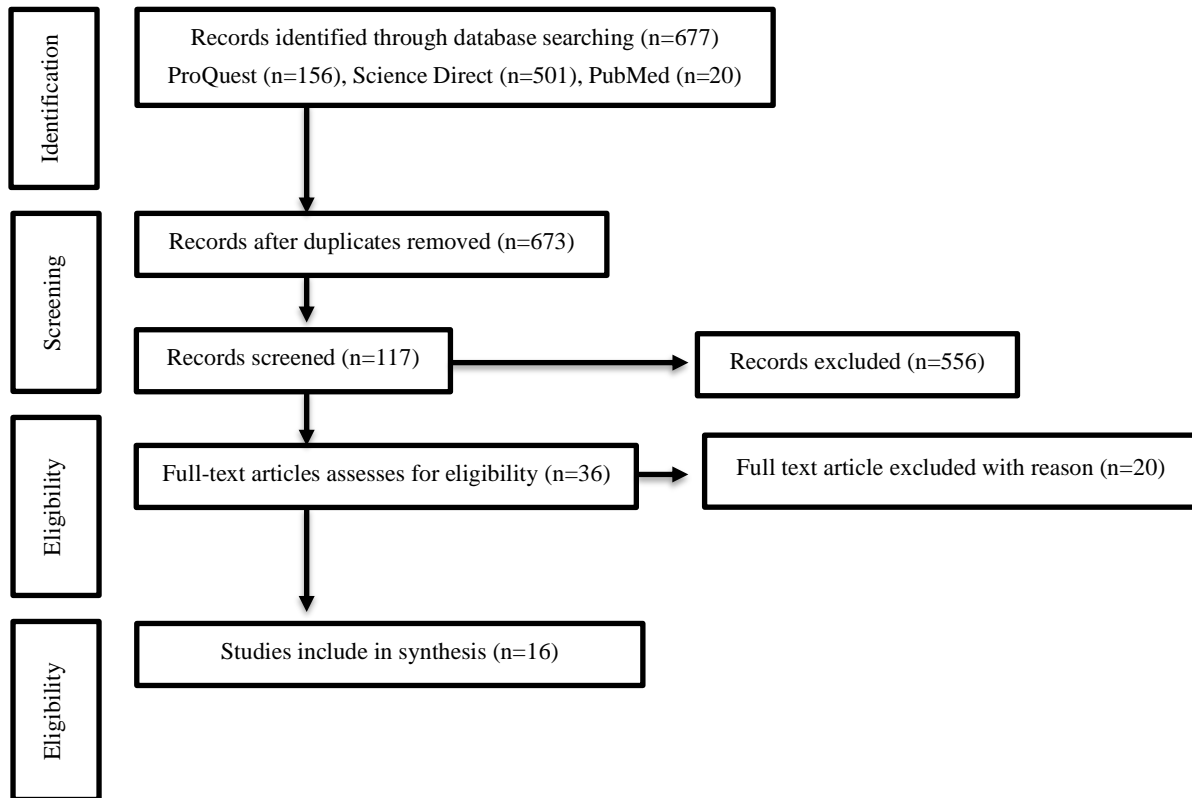 Identification
Records identified through database searching (n=677)
ProQuest (n=156), Science Direct (n=501), PubMed (n=20)
Screening
Records after duplicates removed (n=673)
Records screened (n=117)
Records excluded (n=556)
Eligibility
Full-text articles assesses for eligibility (n=36)
Full text article excluded with reason (n=20)
Eligibility
Studies include in synthesis (n=16)